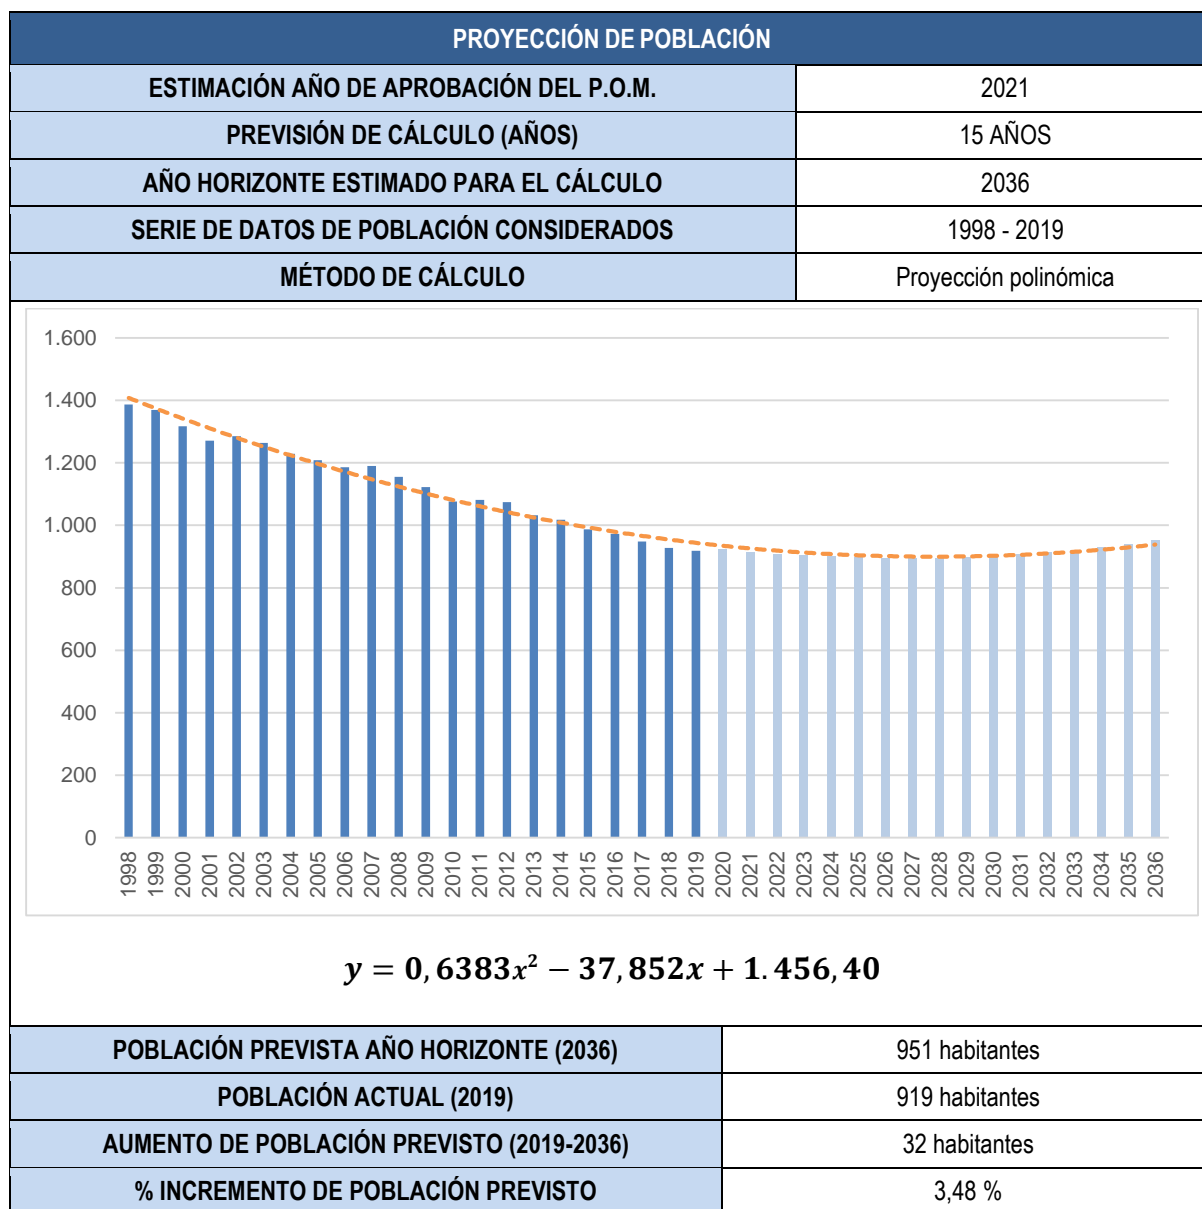 PROYECCIÓN DE POBLACIÓN
ESTIMACIÓN AÑO DE APROBACIÓN DEL P.O.M. 2021
PREVISIÓN DE CÁLCULO (AÑOS) 15 AÑOS
AÑO HORIZONTE ESTIMADO PARA EL CÁLCULO 2036
SERIE DE DATOS DE POBLACIÓN CONSIDERADOS 1998 - 2019
MÉTODO DE CÁLCULO Proyección polinómica
1.600
1.400
1.200
1.000
800
600
400
200
0
1998 1999 2000 2001 2002 2003 2004 2005 2006 2007 2008 2009 2010 2011 2012 2013 2014 2015 2016 2017 2018 2019 2020 2021 2022 2023 2024 2025 2026 2027 2028 2029 2030 2031 2032 2033 2034 2035 2036
y = 0,6383x² − 37,852x + 1.456,40
POBLACIÓN PREVISTA AÑO HORIZONTE (2036) 951 habitantes
POBLACIÓN ACTUAL (2019) 919 habitantes
AUMENTO DE POBLACIÓN PREVISTO (2019-2036) 32 habitantes
% INCREMENTO DE POBLACIÓN PREVISTO 3,48 %